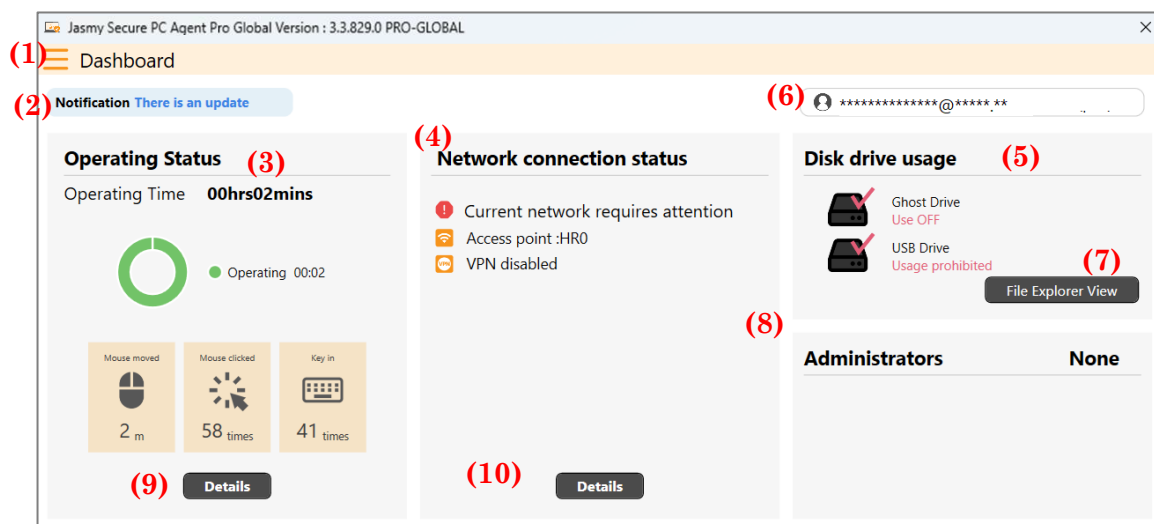 Jasmy Secure PC Agent Pro Global Version : 3.3.829.0 PRO-GLOBAL
(1) Dashboard
(2) Notification There is an update
(6) **************@*****.**
Operating Status (3)
Operating Time 00hrs02mins
Operating 00:02
Mouse moved
2 m
Mouse clicked
58 times
Key in
41 times
(9) Details
(4)
Network connection status
Current network requires attention
Access point :HR0
VPN
VPN disabled
(10) Details
Disk drive usage (5)
Ghost Drive
Use OFF
USB Drive
Usage prohibited
(7)
File Explorer View
(8)
Administrators None